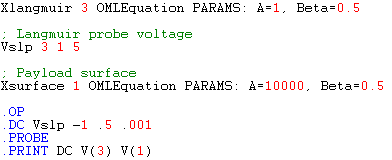 Xlangmuir 3 OMLEquation PARAMS: A=1, Beta=0.5
; Langmuir probe voltage
Vslp 3 1 5
; Payload surface
Xsurface 1 OMLEquation PARAMS: A=10000, Beta=0.5
.OP
.DC Vslp −1 .5 .001
.PROBE
.PRINT DC V(3) V(1)